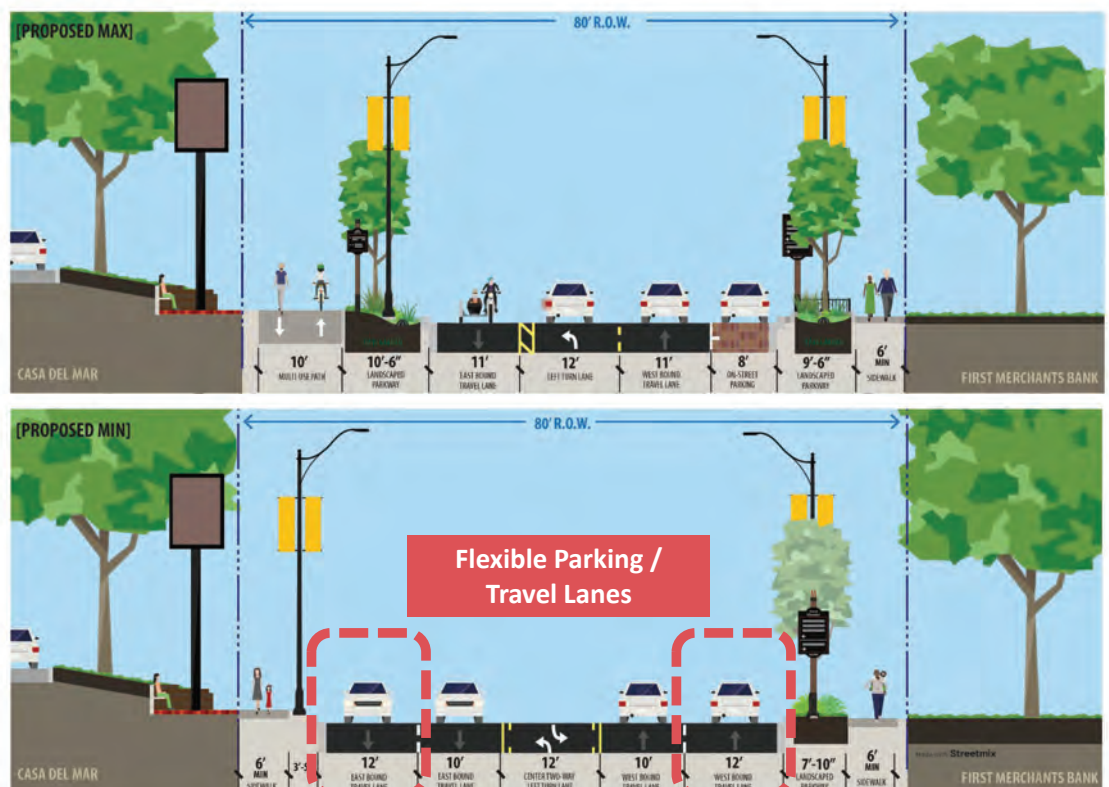 [PROPOSED MAX]
80' R.O.W.
10'
MULTI USE PATH
10'-6"
LANDSCAPED
PARKWAY
11'
EAST BOUND
TRAVEL LANE
12'
LEFT TURN LANE
11'
WEST BOUND
TRAVEL LANE
8'
ON-STREET
PARKING
9'-6"
LANDSCAPED
PARKWAY
6'
MIN
SIDEWALK
CASA DEL MAR
FIRST MERCHANTS BANK
[PROPOSED MIN]
80' R.O.W.
Flexible Parking /
Travel Lanes
6'
MIN
SIDEWALK
12'
EAST BOUND
TRAVEL LANE
10'
EAST BOUND
TRAVEL LANE
12'
CENTER TWO-WAY
LEFT TURN LANE
10'
WEST BOUND
TRAVEL LANE
12'
WEST BOUND
TRAVEL LANE
7'-10"
LANDSCAPED
PARKWAY
6'
MIN
SIDEWALK
Streetmix
CASA DEL MAR
FIRST MERCHANTS BANK